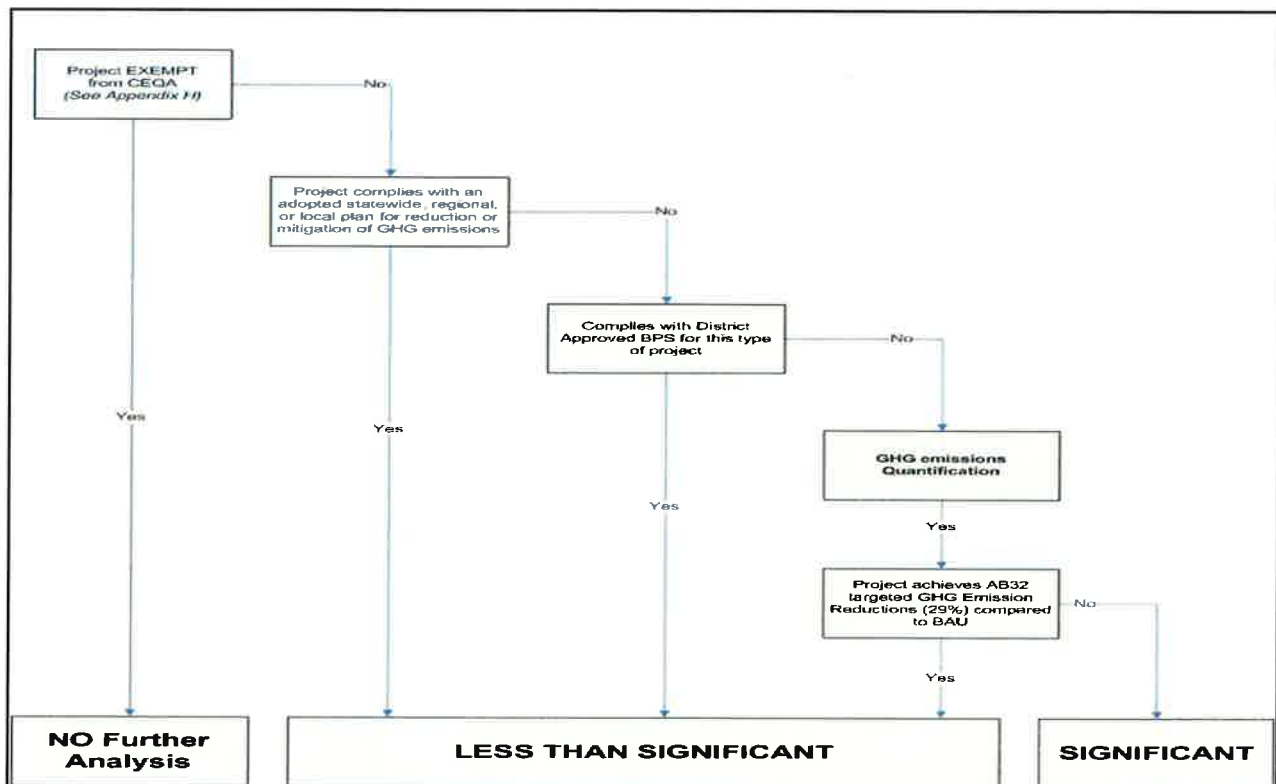 Project EXEMPT
from CEQA
(See Appendix H)
No
Project complies with an
adopted statewide, regional,
or local plan for reduction or
mitigation of GHG emissions
No
Complies with District
Approved BPS for this type
of project
No
Yes
Yes
GHG emissions
Quantification
Yes
Yes
Project achieves AB32
targeted GHG Emission
Reductions (29%) compared
to BAU
No
Yes
NO Further
Analysis
LESS THAN SIGNIFICANT
SIGNIFICANT